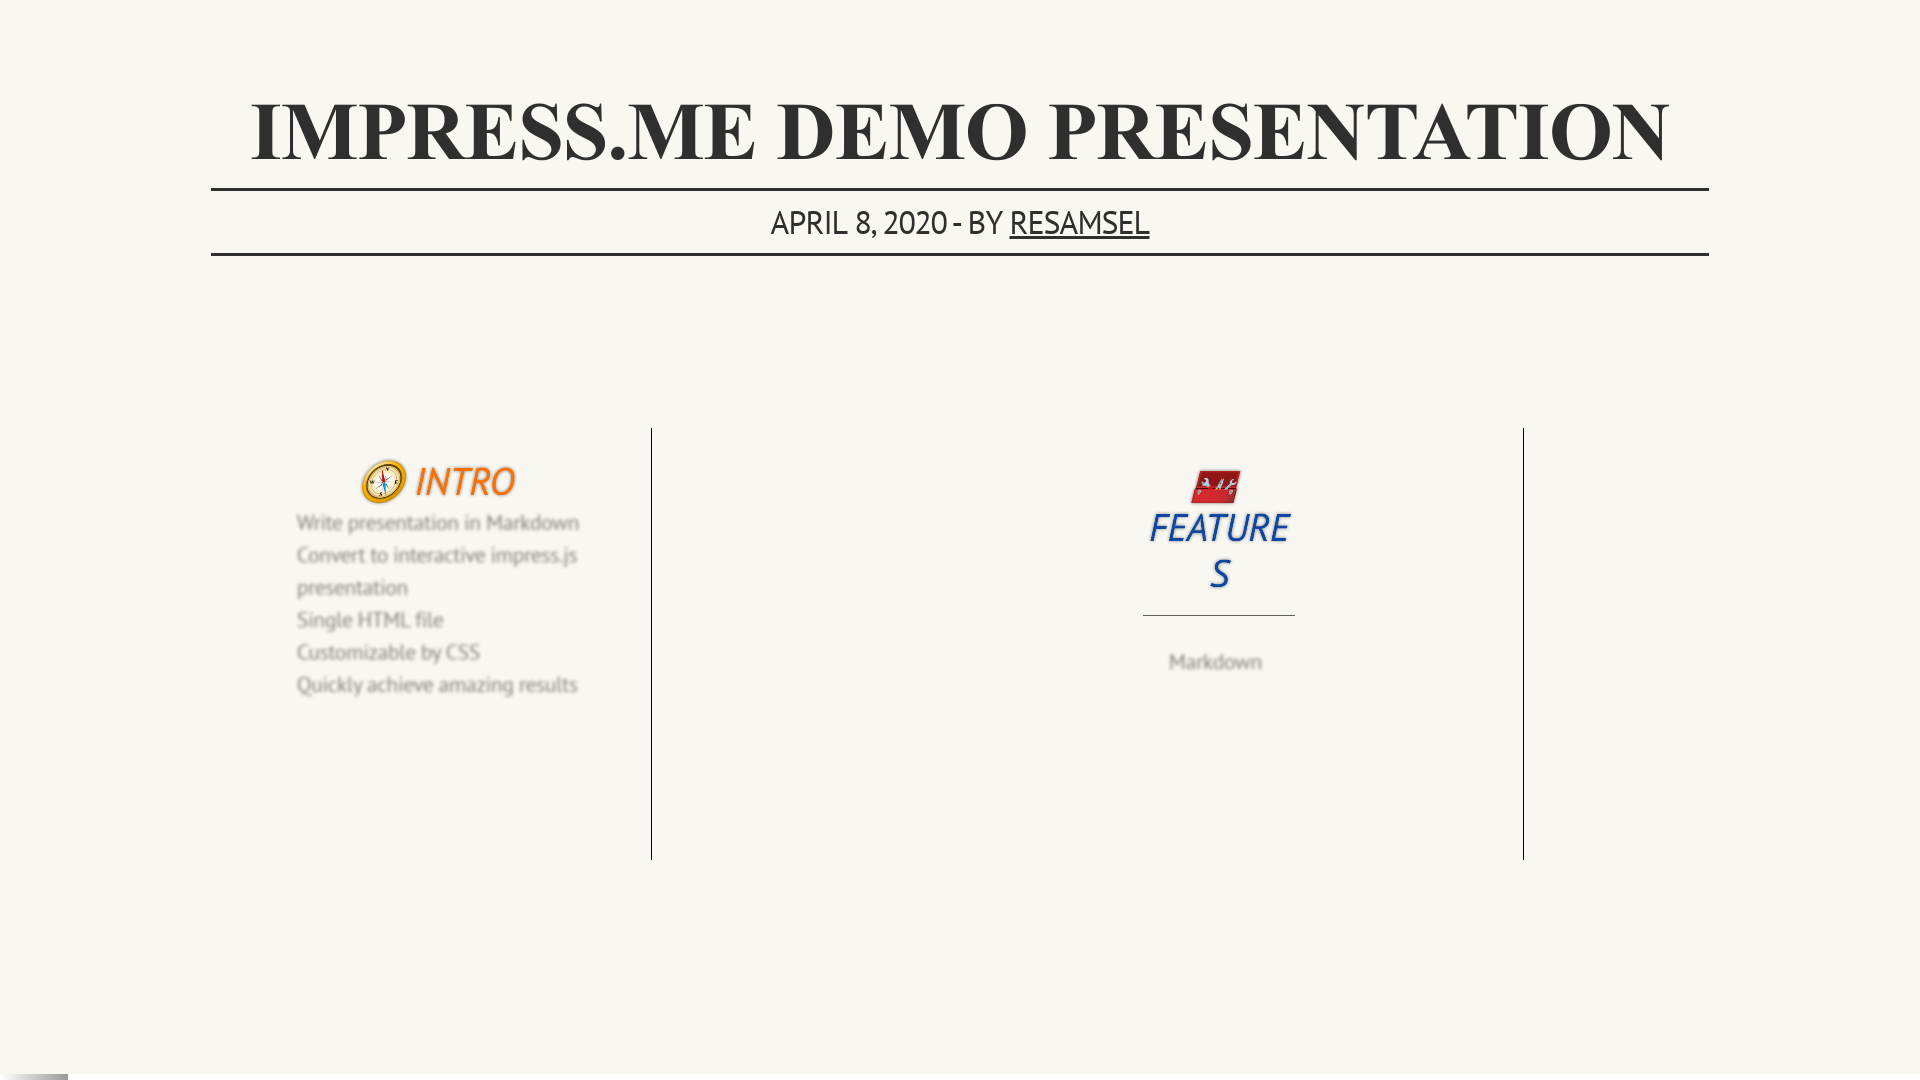 IMPRESS.ME DEMO PRESENTATION
APRIL 8, 2020 - BY RESAMSEL
INTRO
Write presentation in Markdown
Convert to interactive impress.js
presentation
Single HTML file
Customizable by CSS
Quickly achieve amazing results
FEATURE
S
Markdown